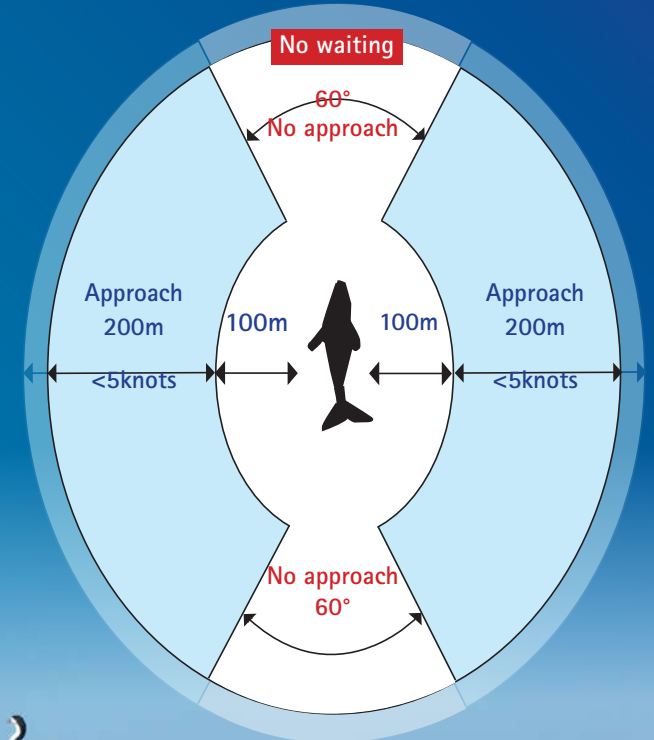 No waiting
60°
No approach
Approach
200m
<5knots
100m
100m
Approach
200m
<5knots
No approach
60°